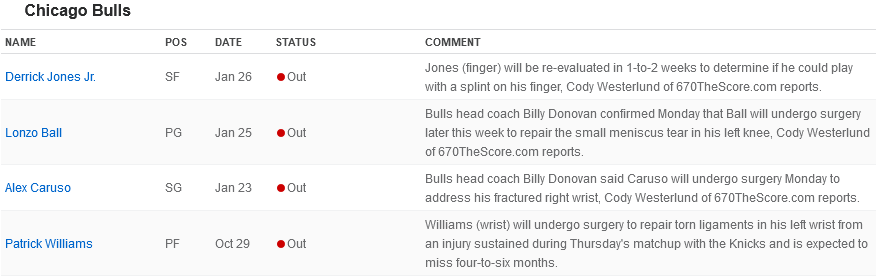 Chicago Bulls
NAME POS DATE STATUS COMMENT
Derrick Jones Jr. SF Jan 26 Out Jones (finger) will be re-evaluated in 1-to-2 weeks to determine if he could play
with a splint on his finger, Cody Westerlund of 670TheScore.com reports.
Bulls head coach Billy Donovan confirmed Monday that Ball will undergo surgery
Lonzo Ball PG Jan 25 Out later this week to repair the small meniscus tear in his left knee, Cody Westerlund
of 670TheScore.com reports.
Alex Caruso SG Jan 23 Out Bulls head coach Billy Donovan said Caruso will undergo surgery Monday to
address his fractured right wrist, Cody Westerlund of 670TheScore.com reports.
Williams (wrist) will undergo surgery to repair torn ligaments in his left wrist from
Patrick Williams PF Oct 29 Out an injury sustained during Thursday's matchup with the Knicks and is expected to
miss four-to-six months.